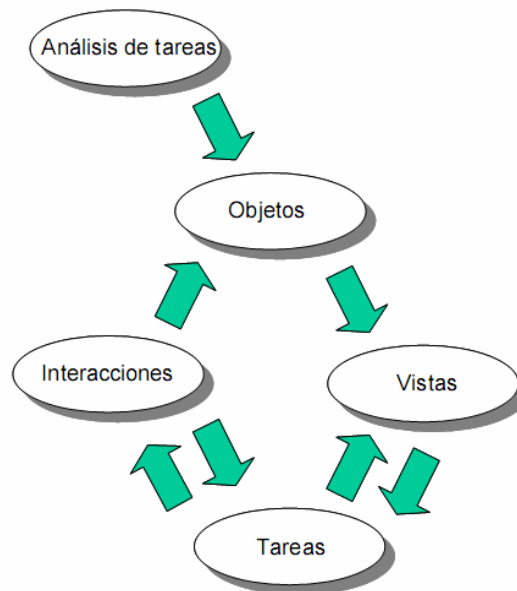 Análisis de tareas
Objetos
Interacciones
Vistas
Tareas